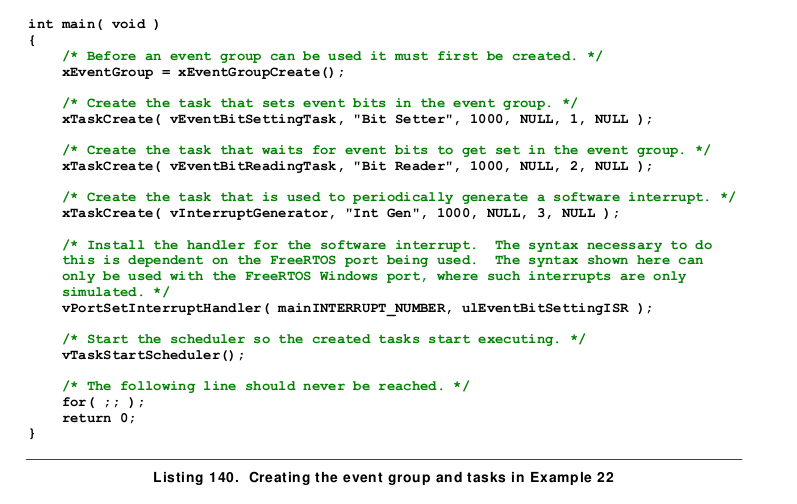 int main( void )
{
/* Before an event group can be used it must first be created. */
xEventGroup = xEventGroupCreate();
/* Create the task that sets event bits in the event group. */
xTaskCreate( vEventBitSettingTask, "Bit Setter", 1000, NULL, 1, NULL );
/* Create the task that waits for event bits to get set in the event group. */
xTaskCreate( vEventBitReadingTask, "Bit Reader", 1000, NULL, 2, NULL );
/* Create the task that is used to periodically generate a software interrupt. */
xTaskCreate( vInterruptGenerator, "Int Gen", 1000, NULL, 3, NULL );
/* Install the handler for the software interrupt.  The syntax necessary to do
this is dependent on the FreeRTOS port being used.  The syntax shown here can
only be used with the FreeRTOS Windows port, where such interrupts are only
simulated. */
vPortSetInterruptHandler( mainINTERRUPT_NUMBER, ulEventBitSettingISR );
/* Start the scheduler so the created tasks start executing. */
vTaskStartScheduler();
/* The following line should never be reached. */
for( ;; );
return 0;
}
Listing 140.  Creating the event group and tasks in Example 22